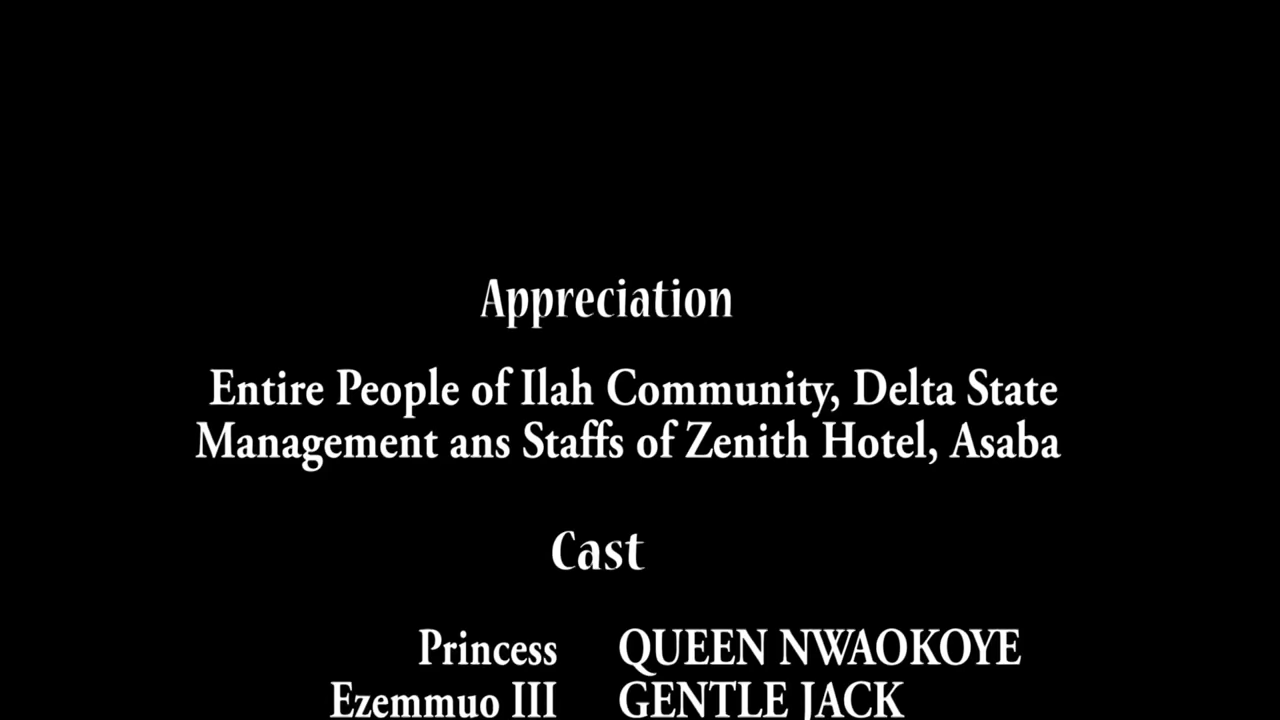 Appreciation
Entire People of Ilah Community, Delta State
Management ans Staffs of Zenith Hotel, Asaba
Cast
Princess QUEEN NWAOKOYE
Ezemmuo III GENTLE JACK